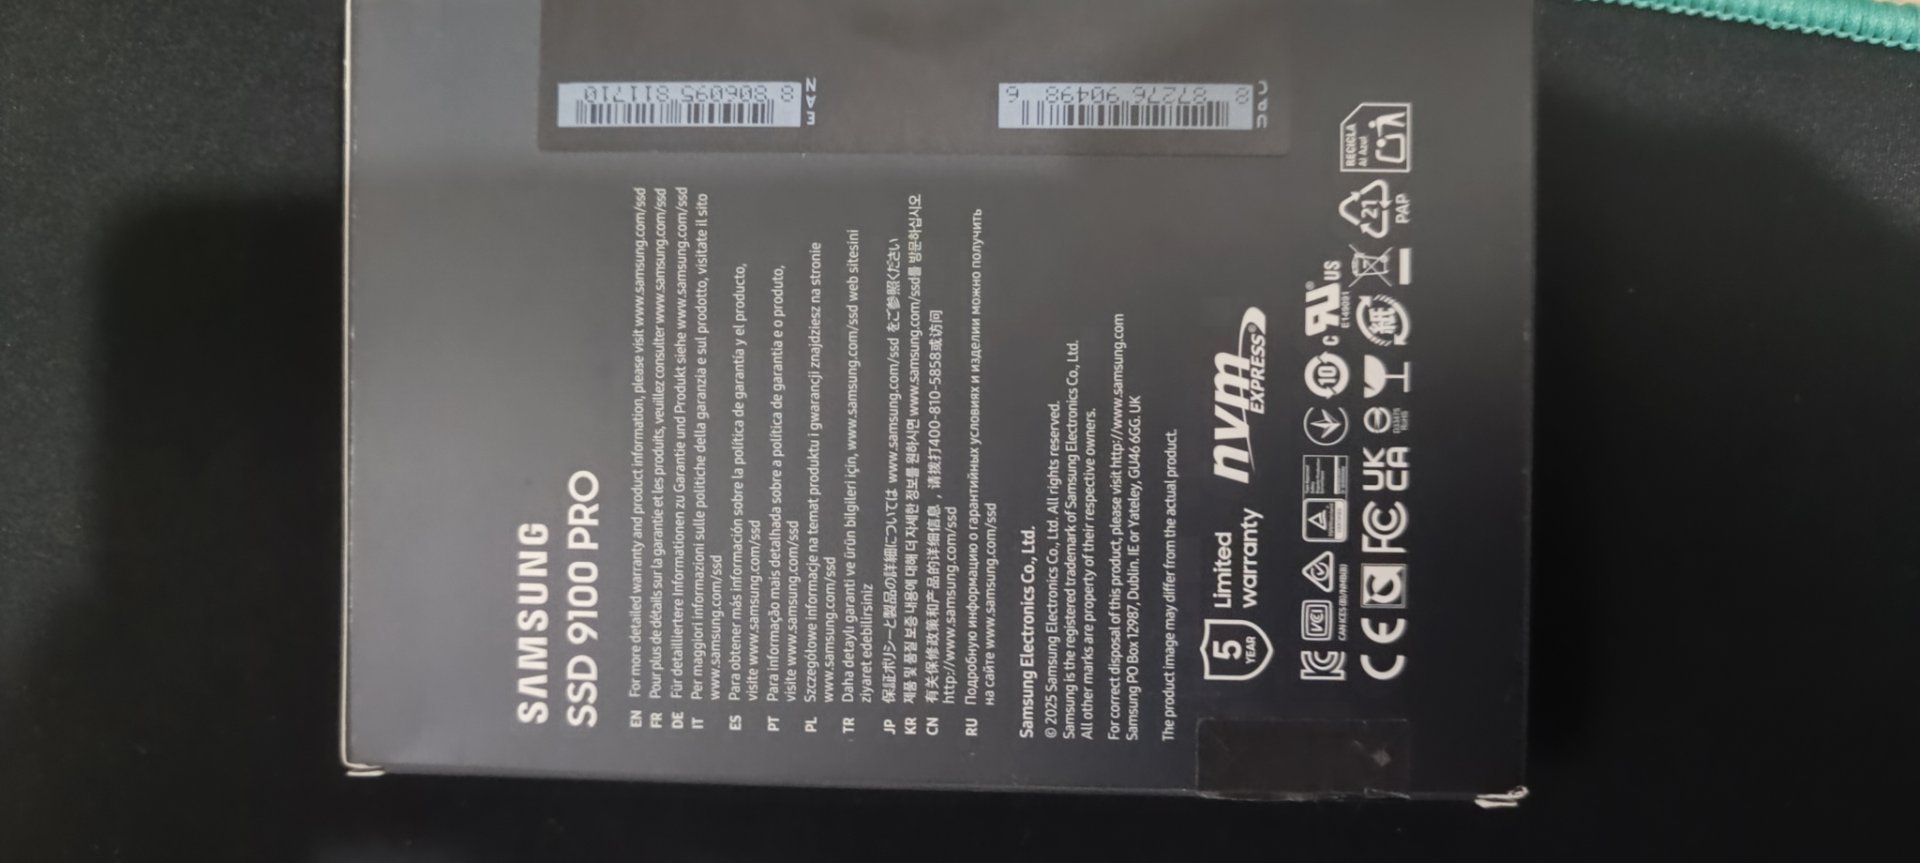 SAMSUNG
SSD 9100 PRO
EN For more detailed warranty and product information, please visit www.samsung.com/ssd
FR Pour plus de détails sur la garantie et les produits, veuillez consulter www.samsung.com/ssd
DE Für detailliertere Informationen zu Garantie und Produkt siehe www.samsung.com/ssd
IT Per maggiori informazioni sulle politiche della garanzia e sul prodotto, visitate il sito
www.samsung.com/ssd
ES Para obtener más información sobre la política de garantía y el producto,
visite www.samsung.com/ssd
PT Para informação mais detalhada sobre a política de garantia e o produto,
visite www.samsung.com/ssd
PL Szczegółowe informacje na temat produktu i gwarancji znajdziesz na stronie
www.samsung.com/ssd
TR Daha detaylı garanti ve ürün bilgileri için, www.samsung.com/ssd web sitesini
ziyaret edebilirsiniz
JP 保証ポリシーと製品の詳細については www.samsung.com/ssd をご参照ください
KR 제품 및 품질 보증 내용에 대해 더 자세한 정보를 원하시면 www.samsung.com/ssd를 방문하십시오
CN 有关保修政策和产品的详细信息，请拨打400-810-5858或访问
http://www.samsung.com/ssd
RU Подробную информацию о гарантийных условиях и изделии можно получить
на сайте www.samsung.com/ssd
Samsung Electronics Co., Ltd.
© 2025 Samsung Electronics Co., Ltd. All rights reserved.
Samsung is the registered trademark of Samsung Electronics Co., Ltd.
All other marks are property of their respective owners.
For correct disposal of this product, please visit http://www.samsung.com
Samsung PO Box 12987, Dublin. IE or Yateley, GU46 6GG. UK
The product image may differ from the actual product.
5 YEAR
Limited
warranty
nvm
EXPRESS®
CAN ICES (B)/NMB(B)
10
c RU® US
E149091
CE
FC
UK
CA
紙
21
PAP
RECICLA
Al Azul
EAN
8 806095 811710
UPC
8 87276 90498 6